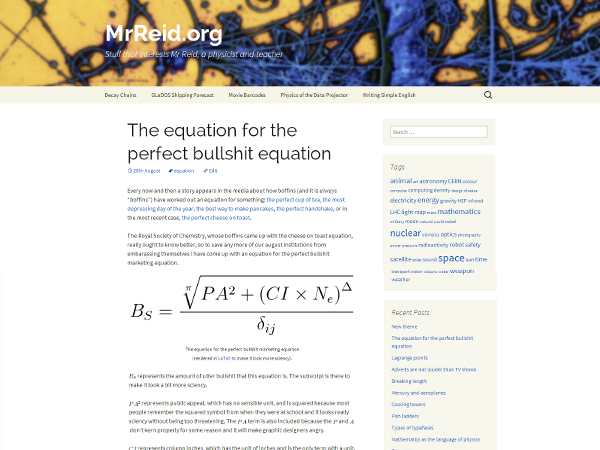 MrReid.org
Stuff that interests Mr Reid, a physicist and teacher
Decay Chains GLaDOS Shipping Forecast Movie Barcodes Physics of the Data Projector Writing Simple English
The equation for the
perfect bullshit equation
20th August equation Edit
Every now and then a story appears in the media about how boffins (and it is always
"boffins") have worked out an equation for something: the perfect cup of tea, the most
depressing day of the year, the best way to make pancakes, the perfect handshake, or in
the most recent case, the perfect cheese on toast.
The Royal Society of Chemistry, whose boffins came up with the cheese on toast equation,
really ought to know better, so to save any more of our august institutions from
embarassing themselves I have come up with an equation for the perfect bullshit
marketing equation.
B_S = \frac{\sqrt[π]{PA² + (CI × N_e)^Δ}}{δ_{ij}}
The equation for the perfect bullshit marketing equation
(rendered in LaTeX to make it look more sciency).
B_S represents the amount of utter bullshit that this equation is. The subscript is there to
make it look a bit more sciency.
PA² represents public appeal, which has no sensible unit, and is squared because most
people remember the squared symbol from when they were at school and it looks really
sciency without being too threatening. The PA term is also included because the P and A
don't kern properly for some reason and it will make graphic designers angry.
CI represents column inches, which has the unit of inches and is the only term with a unit.
Search ...
Tags
animal art astronomy CERN colour
computer computing density design disease
electricity energy gravity HEP infrared
LHC light map mass mathematics
military moon natural world nobel
nuclear olympics optics photography
power pressure radioactivity robot safety
satellite solar sound space sun time
transport vision volcano water weapon
weather
Recent Posts
New theme
The equation for the perfect bullshit
equation
Lagrange points
Adverts are not louder than TV shows
Breaking length
Mercury and aeroplanes
Cooling towers
Fish ladders
Types of typefaces
Mathematics as the language of physics